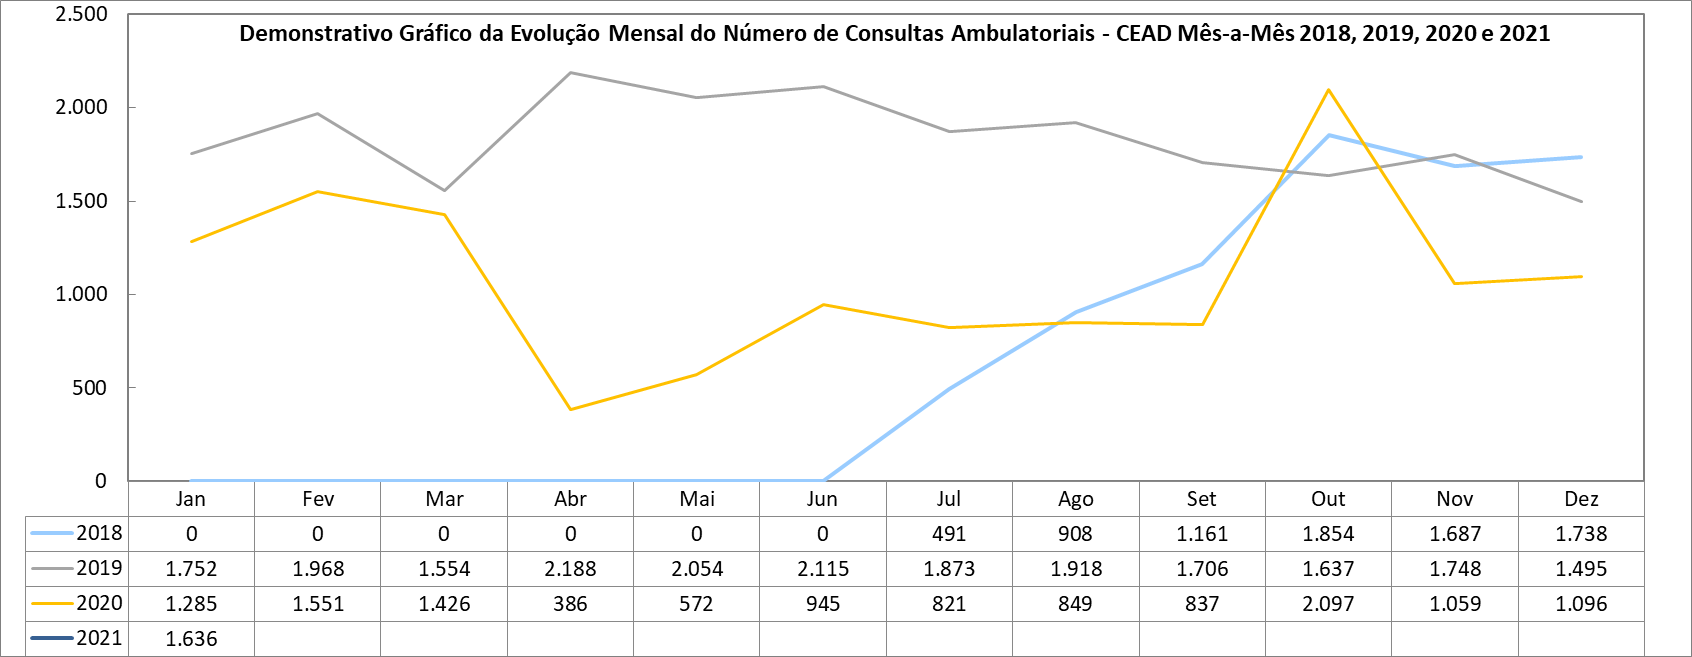 Demonstrativo Gráfico da Evolução Mensal do Número de Consultas Ambulatoriais - CEAD Mês-a-Mês 2018, 2019, 2020 e 2021
2.500
2.000
1.500
1.000
500
0
Jan Fev Mar Abr Mai Jun Jul Ago Set Out Nov Dez
2018 0 0 0 0 0 0 491 908 1.161 1.854 1.687 1.738
2019 1.752 1.968 1.554 2.188 2.054 2.115 1.873 1.918 1.706 1.637 1.748 1.495
2020 1.285 1.551 1.426 386 572 945 821 849 837 2.097 1.059 1.096
2021 1.636